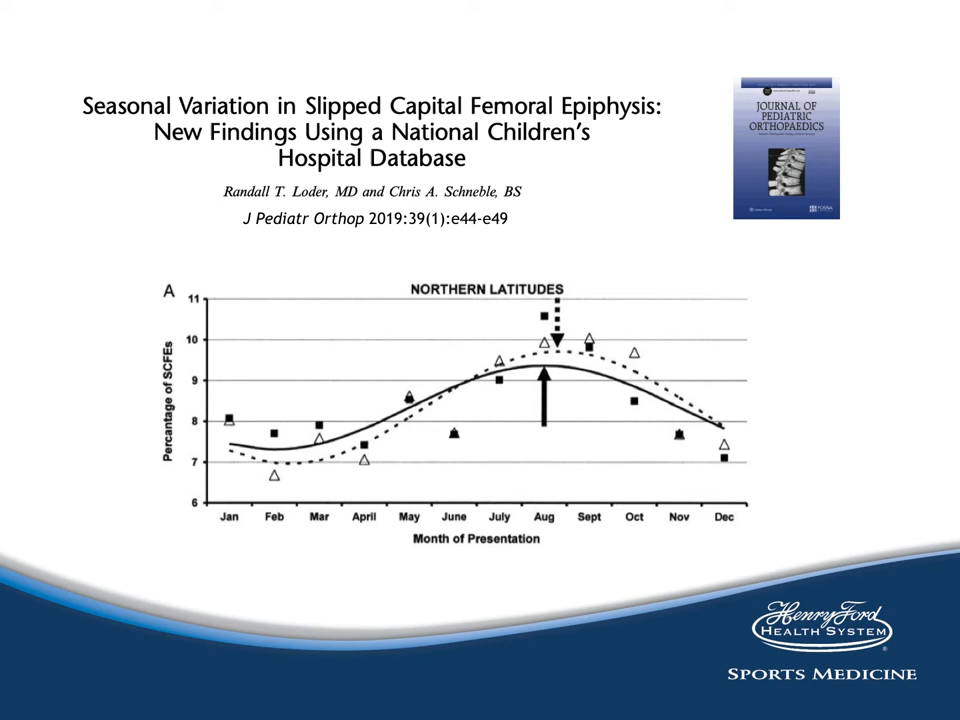 Seasonal Variation in Slipped Capital Femoral Epiphysis:
New Findings Using a National Children's
Hospital Database
Randall T. Loder, MD and Chris A. Schneble, BS
J Pediatr Orthop 2019:39(1):e44-e49
JOURNAL OF
PEDIATRIC
ORTHOPAEDICS
POSNA
A
NORTHERN LATITUDES
Percantage of SCFEs
11
10
9
8
7
6
Jan Feb Mar April May June July Aug Sept Oct Nov Dec
Month of Presentation
Henry Ford
HEALTH SYSTEM
®
SPORTS MEDICINE